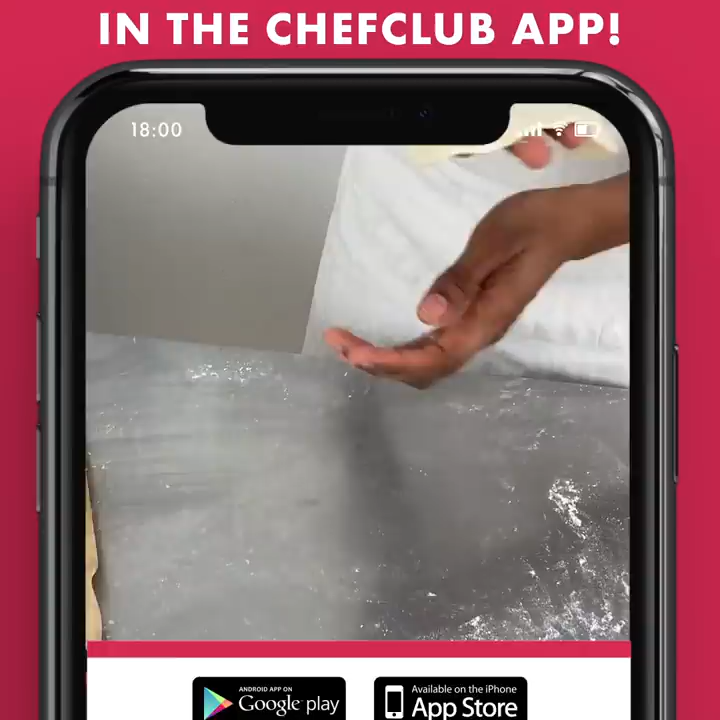 IN THE CHEFCLUB APP!
18:00
ANDROID APP ON
Google play
Available on the iPhone
App Store